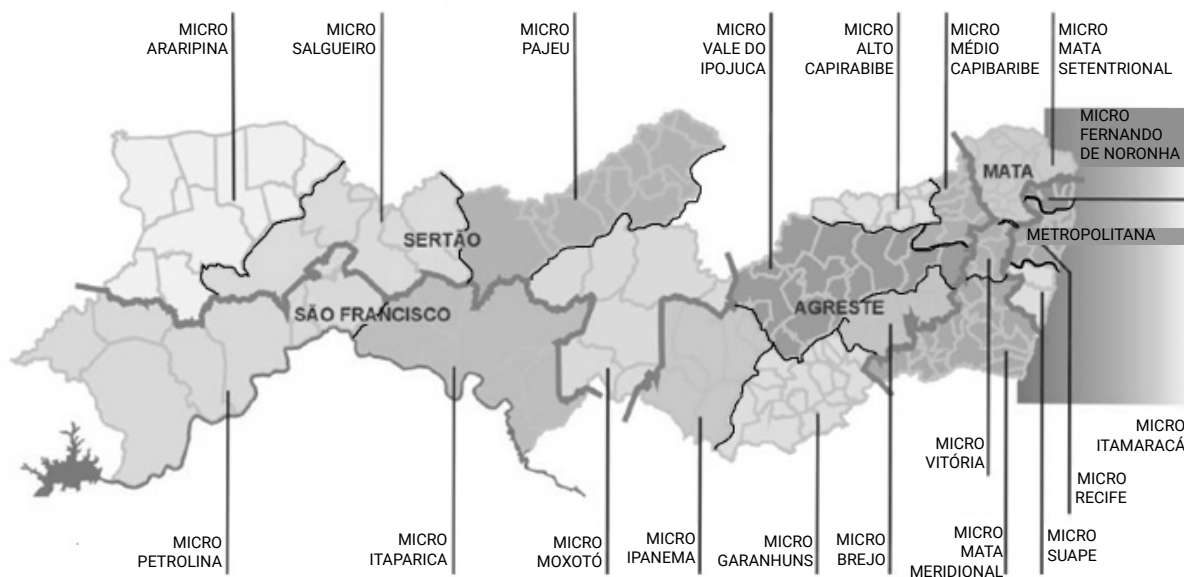 MICRO
ARARIPINA
MICRO
SALGUEIRO
MICRO
PAJEU
MICRO
VALE DO
IPOJUCA
MICRO
ALTO
CAPIRABIBE
MICRO
MÉDIO
CAPIBARIBE
MICRO
MATA
SETENTRIONAL
MICRO
FERNANDO
DE NORONHA
MATA
METROPOLITANA
SERTÃO
SÃO FRANCISCO
AGRESTE
MICRO
ITAMARACÁ
MICRO
VITÓRIA
MICRO
RECIFE
MICRO
PETROLINA
MICRO
ITAPARICA
MICRO
MOXOTÓ
MICRO
IPANEMA
MICRO
GARANHUNS
MICRO
BREJO
MICRO
MATA
MERIDIONAL
MICRO
SUAPE